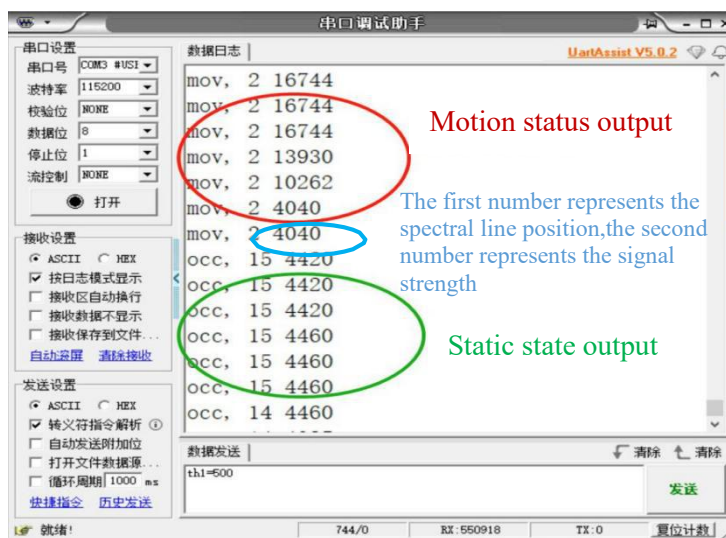 串口调试助手
串口设置
串口号 COM3 #USI
波特率 115200
校验位 NONE
数据位 8
停止位 1
流控制 NONE
打开
接收设置
ASCII HEX
按日志模式显示
接收区自动换行
接收数据不显示
接收保存到文件...
自动滚屏 清除接收
发送设置
ASCII HEX
转义符指令解析
自动发送附加位
打开文件数据源...
循环周期 1000 ms
快捷指令 历史发送
数据日志
UartAssist V5.0.2
mov, 2 16744
mov, 2 16744
mov, 2 16744
mov, 2 13930
mov, 2 10262
mov, 2 4040
mov, 2 4040
occ, 15 4420
occ, 15 4420
occ, 15 4420
occ, 15 4460
occ, 15 4460
occ, 15 4460
occ, 14 4460
Motion status output
The first number represents the
spectral line position,the second
number represents the signal
strength
Static state output
数据发送
清除 清除
th1=600
发送
就绪!
744/0
RX:550918
TX:0
复位计数